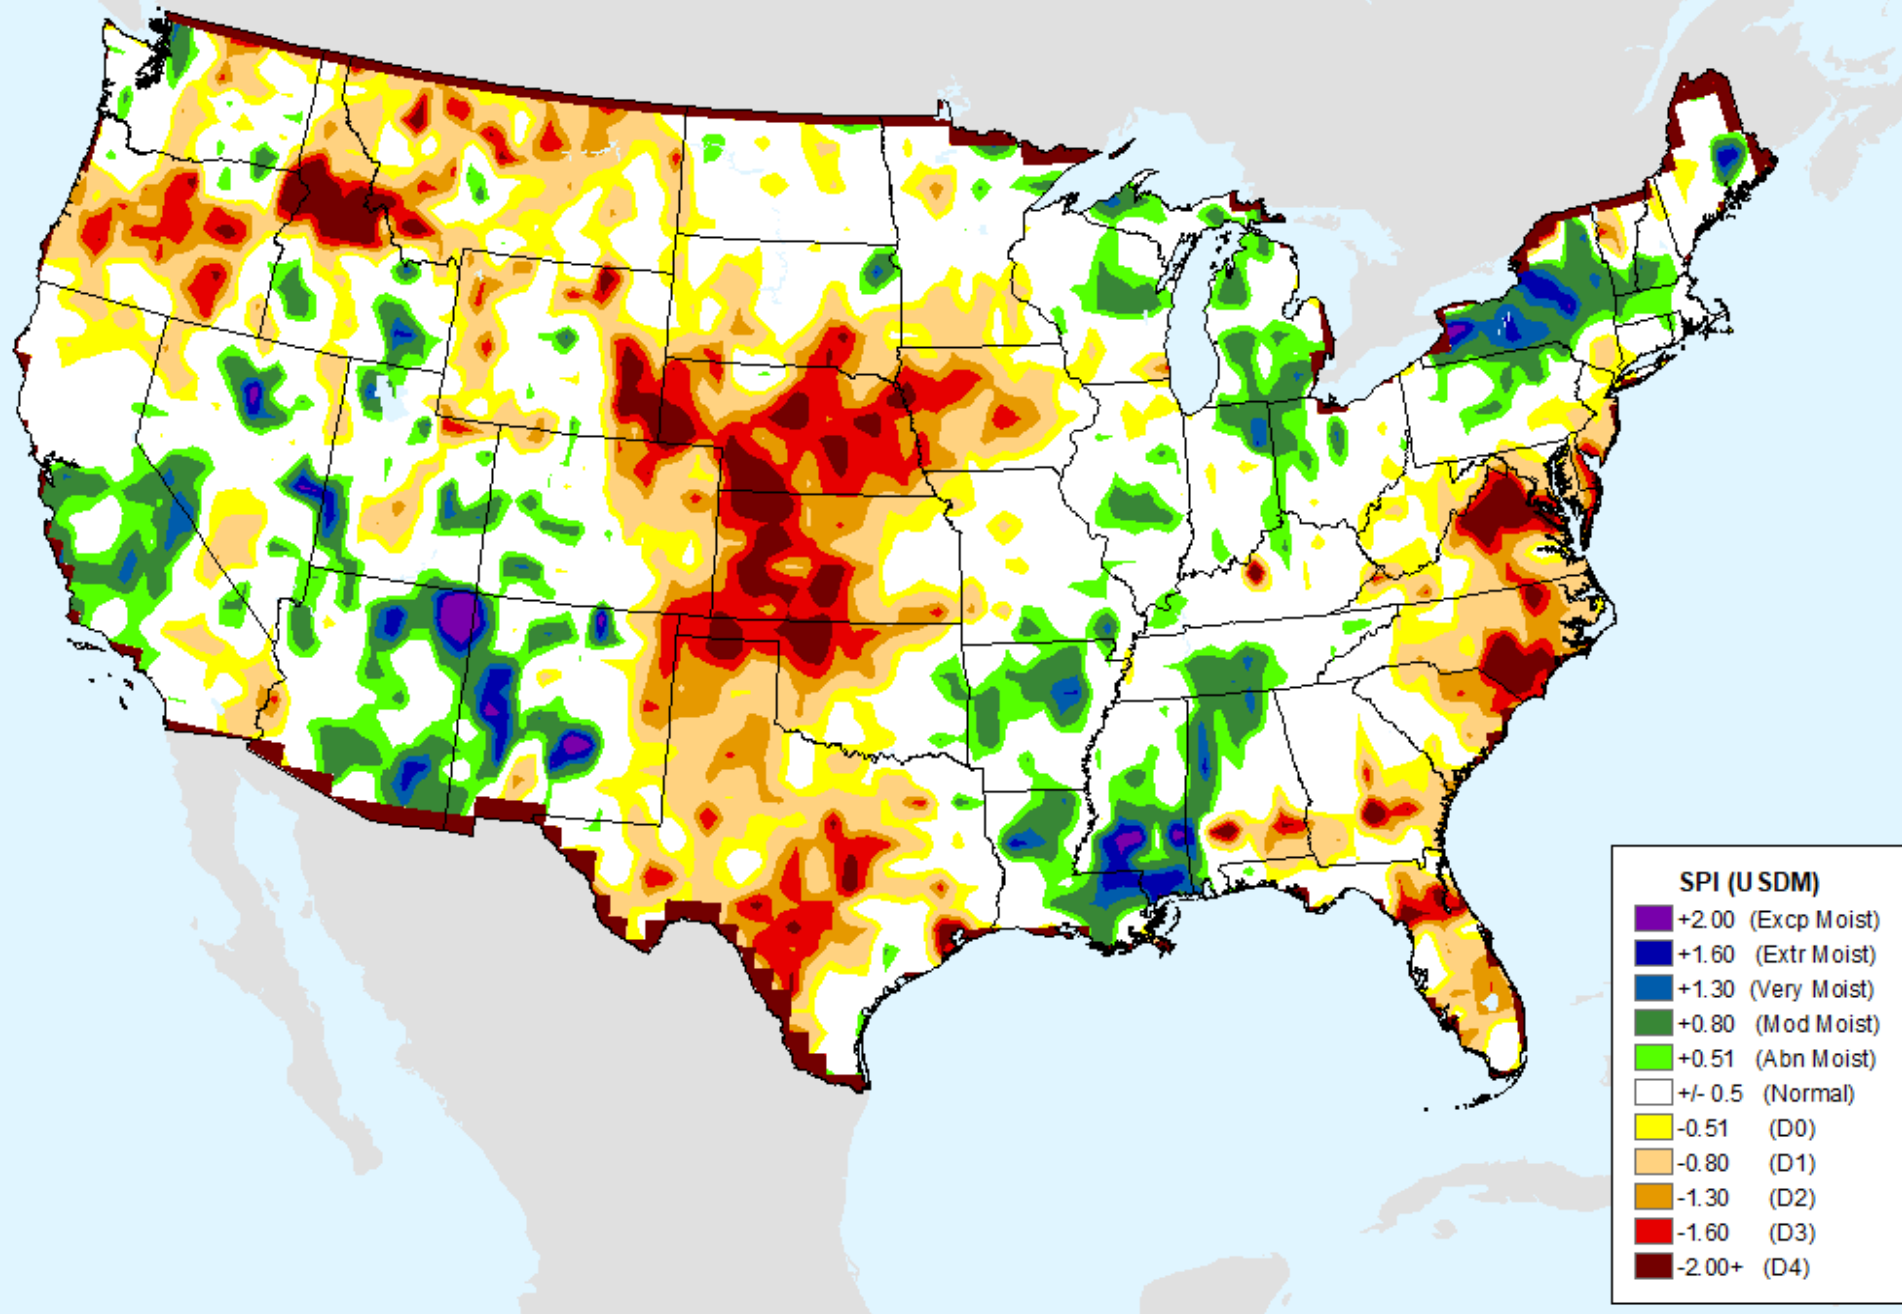 SPI (USDM)
+2.00 (Excp Moist)
+1.60 (Extr Moist)
+1.30 (Very Moist)
+0.80 (Mod Moist)
+0.51 (Abn Moist)
+/- 0.5 (Normal)
-0.51 (D0)
-0.80 (D1)
-1.30 (D2)
-1.60 (D3)
-2.00+ (D4)